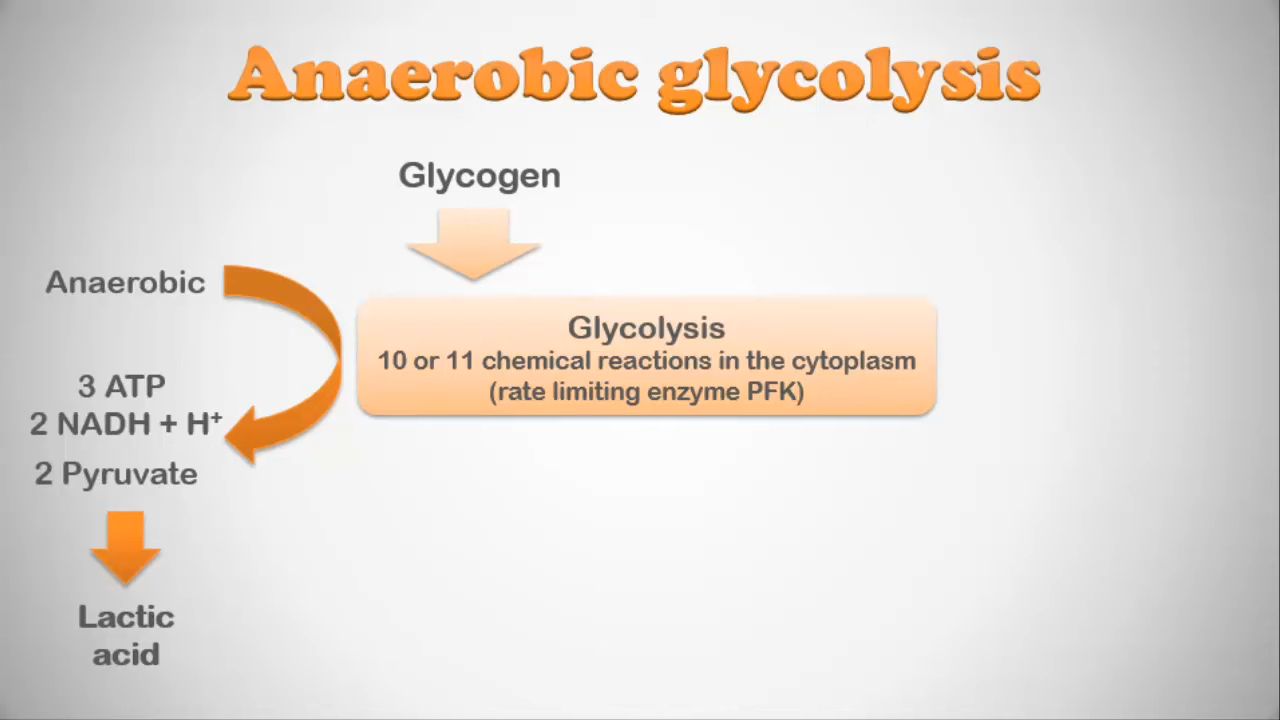 Anaerobic glycolysis
Glycogen
Anaerobic
Glycolysis
10 or 11 chemical reactions in the cytoplasm
(rate limiting enzyme PFK)
3 ATP
2 NADH + H⁺
2 Pyruvate
Lactic
acid